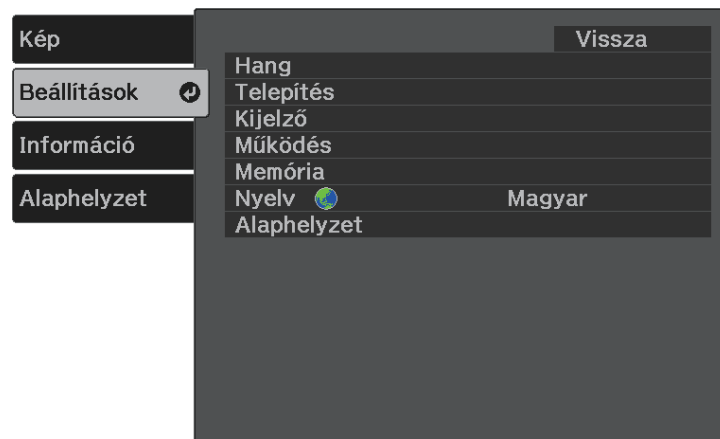 Kép
Beállítások
Információ
Alaphelyzet
Vissza
Hang
Telepítés
Kijelző
Működés
Memória
Nyelv Magyar
Alaphelyzet